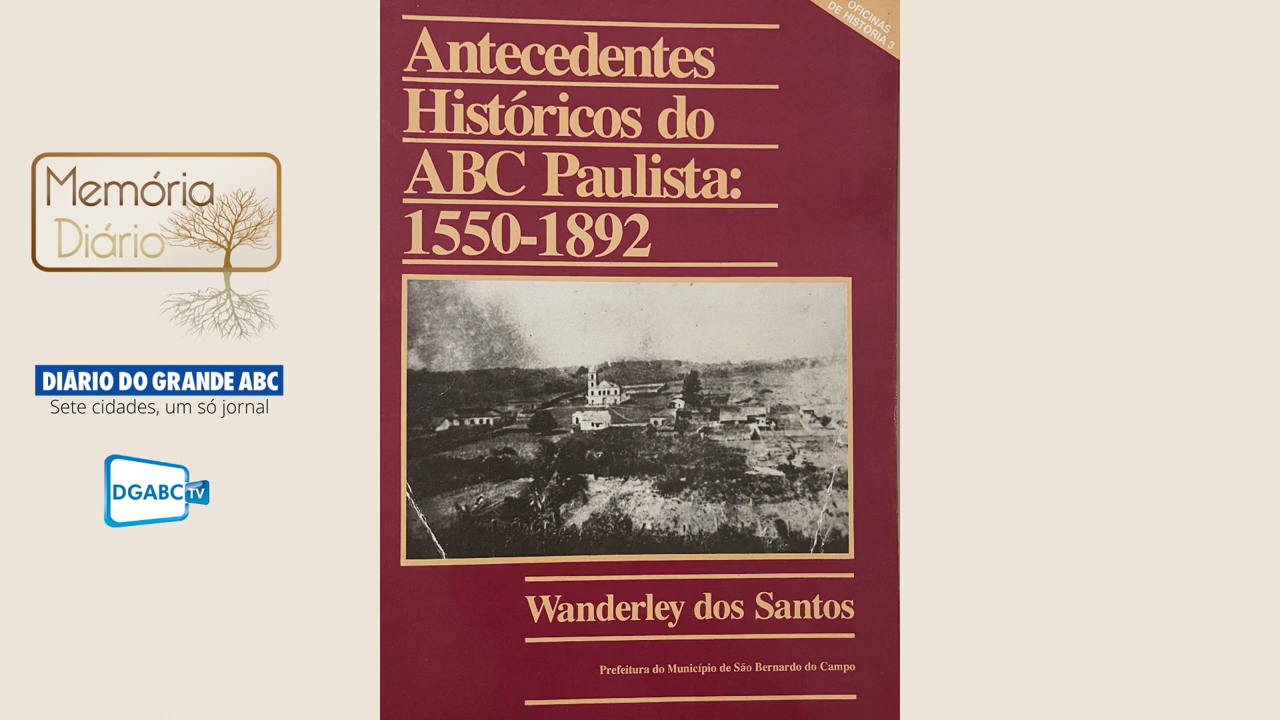 Memória
Diário
DIÁRIO DO GRANDE ABC
Sete cidades, um só jornal
DGABC TV
OFICINAS
DE HISTÓRIA 3
Antecedentes
Históricos do
ABC Paulista:
1550-1892
Wanderley dos Santos
Prefeitura do Município de São Bernardo do Campo